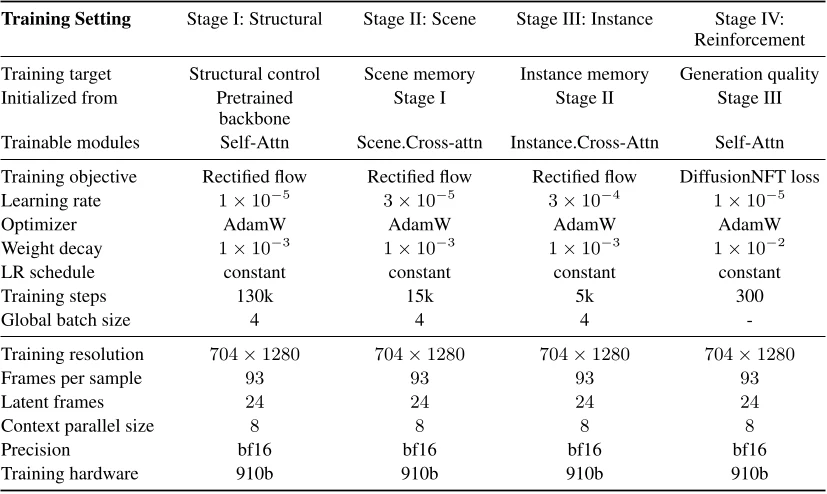 Training Setting Stage I: Structural Stage II: Scene Stage III: Instance Stage IV:
Reinforcement
Training target Structural control Scene memory Instance memory Generation quality
Initialized from Pretrained Stage I Stage II Stage III
backbone
Trainable modules Self-Attn Scene.Cross-attn Instance.Cross-Attn Self-Attn
Training objective Rectified flow Rectified flow Rectified flow DiffusionNFT loss
Learning rate 1 × 10⁻⁵ 3 × 10⁻⁵ 3 × 10⁻⁴ 1 × 10⁻⁵
Optimizer AdamW AdamW AdamW AdamW
Weight decay 1 × 10⁻³ 1 × 10⁻³ 1 × 10⁻³ 1 × 10⁻²
LR schedule constant constant constant constant
Training steps 130k 15k 5k 300
Global batch size 4 4 4 -
Training resolution 704 × 1280 704 × 1280 704 × 1280 704 × 1280
Frames per sample 93 93 93 93
Latent frames 24 24 24 24
Context parallel size 8 8 8 8
Precision bf16 bf16 bf16 bf16
Training hardware 910b 910b 910b 910b